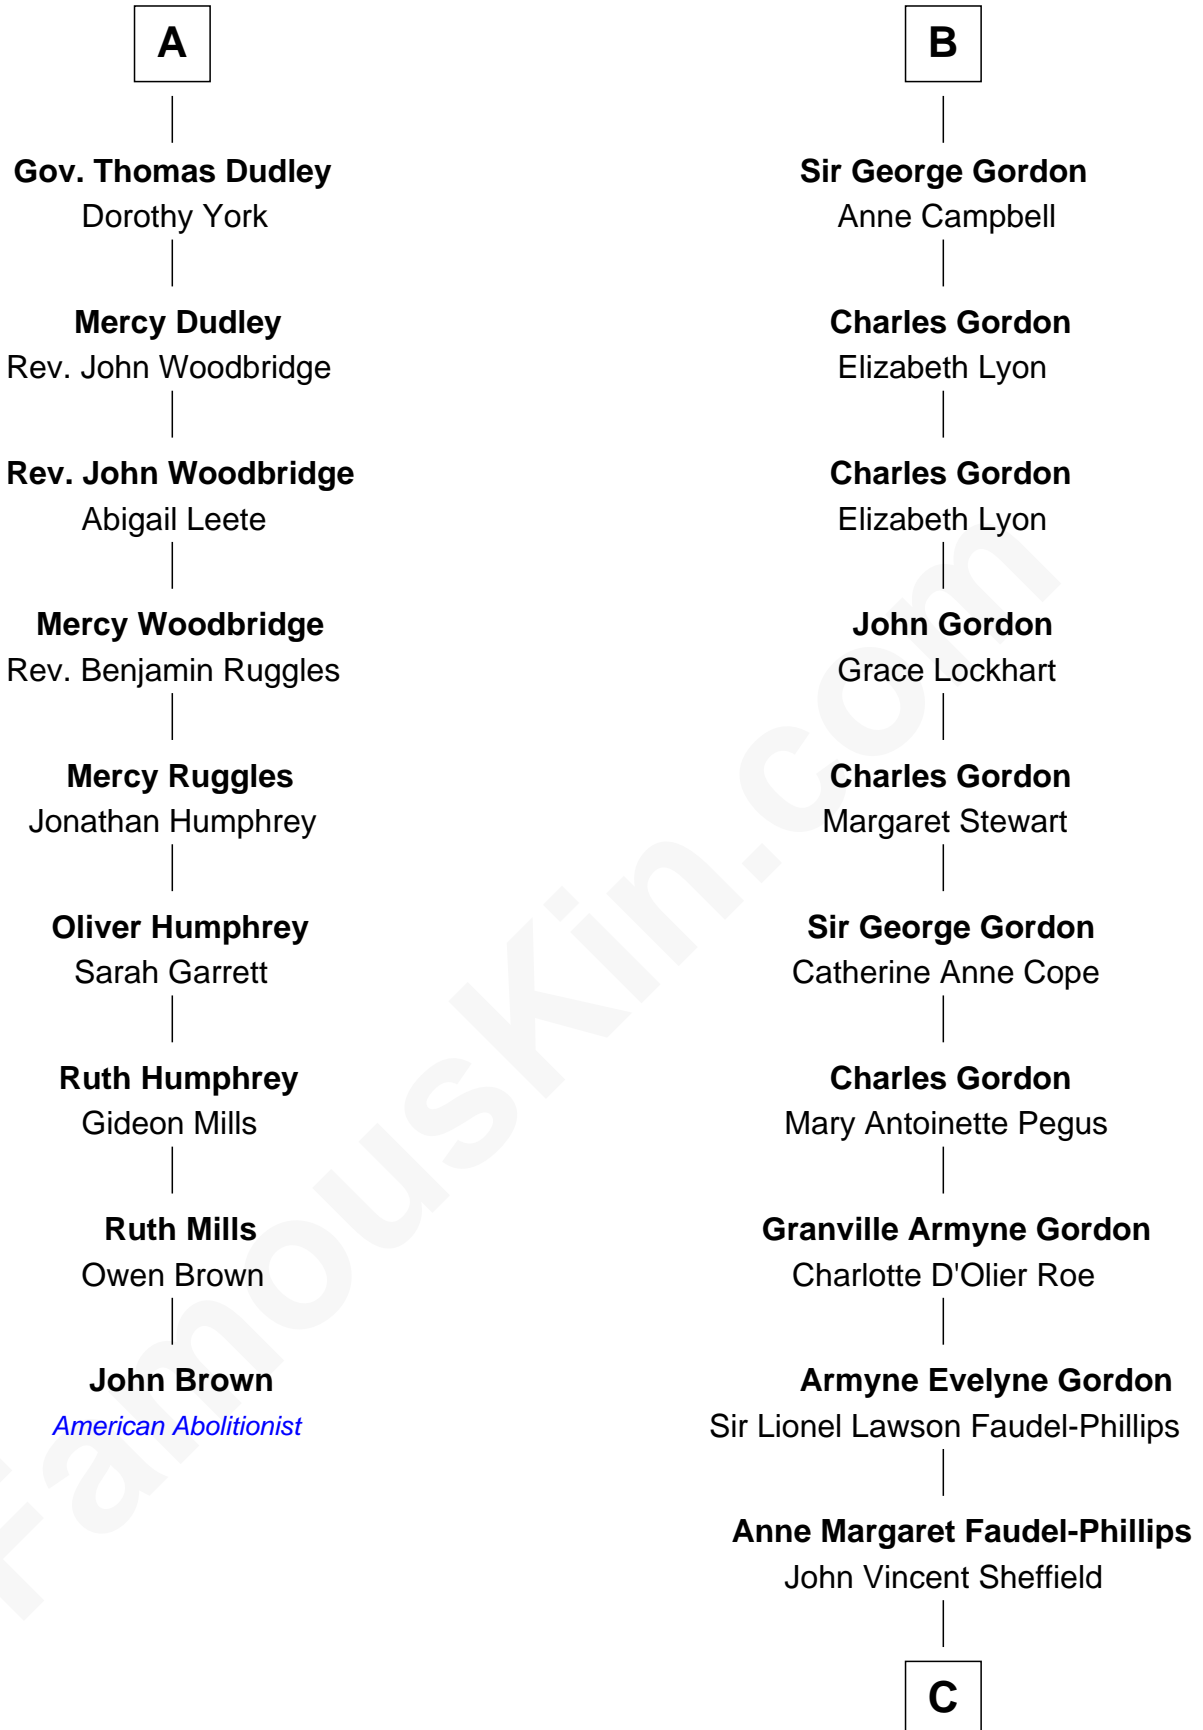 A
Gov. Thomas Dudley
Dorothy York
Mercy Dudley
Rev. John Woodbridge
Rev. John Woodbridge
Abigail Leete
Mercy Woodbridge
Rev. Benjamin Ruggles
Mercy Ruggles
Jonathan Humphrey
Oliver Humphrey
Sarah Garrett
Ruth Humphrey
Gideon Mills
Ruth Mills
Owen Brown
John Brown
American Abolitionist
B
Sir George Gordon
Anne Campbell
Charles Gordon
Elizabeth Lyon
Charles Gordon
Elizabeth Lyon
John Gordon
Grace Lockhart
Charles Gordon
Margaret Stewart
Sir George Gordon
Catherine Anne Cope
Charles Gordon
Mary Antoinette Pegus
Granville Armyne Gordon
Charlotte D'Olier Roe
Armyne Evelyne Gordon
Sir Lionel Lawson Faudel-Phillips
Anne Margaret Faudel-Phillips
John Vincent Sheffield
C
FamousKin.com